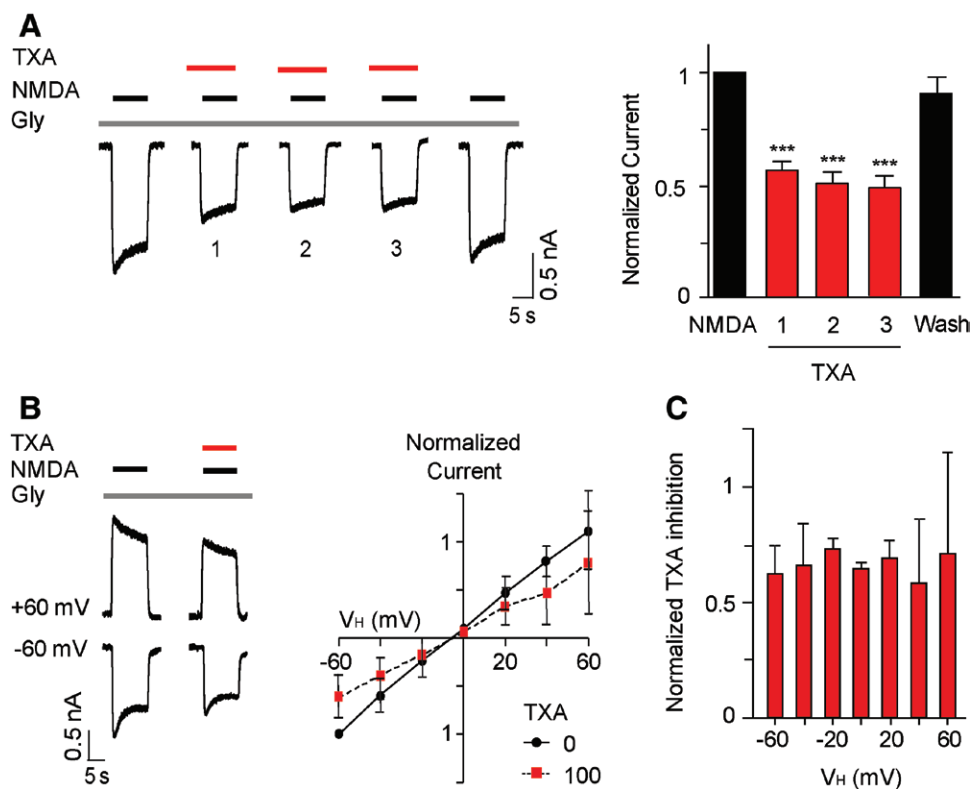 A
TXA
NMDA
Gly
1 2 3
0.5 nA
5 s
Normalized Current
1
0.5
0
*** *** ***
NMDA 1 2 3 Wash
TXA
B
TXA
NMDA
Gly
+60 mV
-60 mV
0.5 nA
5 s
Normalized
Current
1
VH (mV)
-60 20 60
1
TXA
0
100
C
Normalized TXA inhibition
1
0.5
0
-60 -20 20 60
VH (mV)